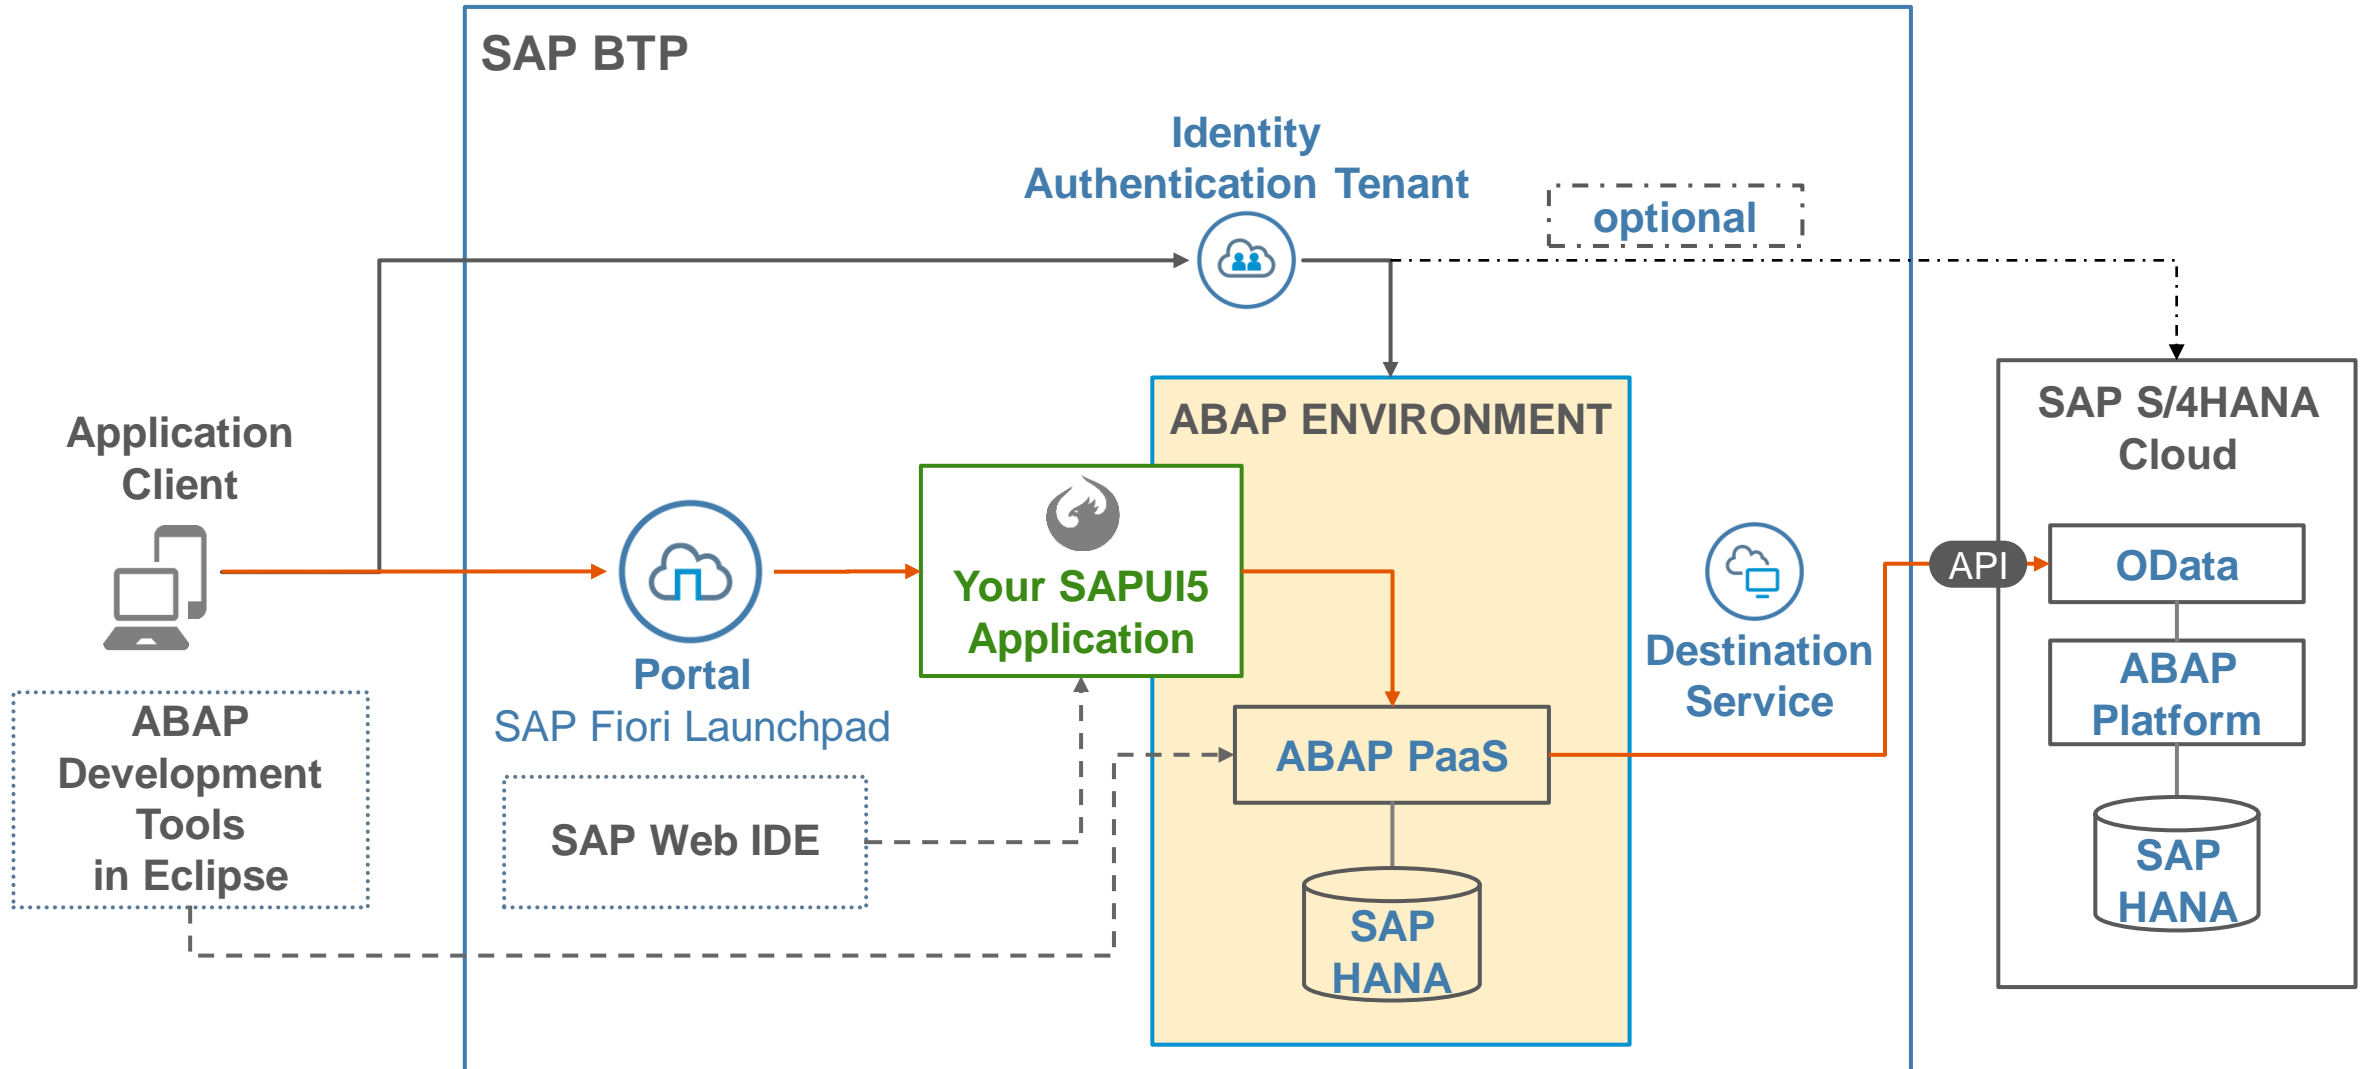 SAP BTP
Identity
Authentication Tenant
optional
Application
Client
ABAP ENVIRONMENT
SAP S/4HANA
Cloud
Your SAPUI5
Application
Portal
SAP Fiori Launchpad
Destination
Service
API
OData
ABAP
Platform
ABAP
Development
Tools
in Eclipse
SAP Web IDE
ABAP PaaS
SAP
HANA
SAP
HANA